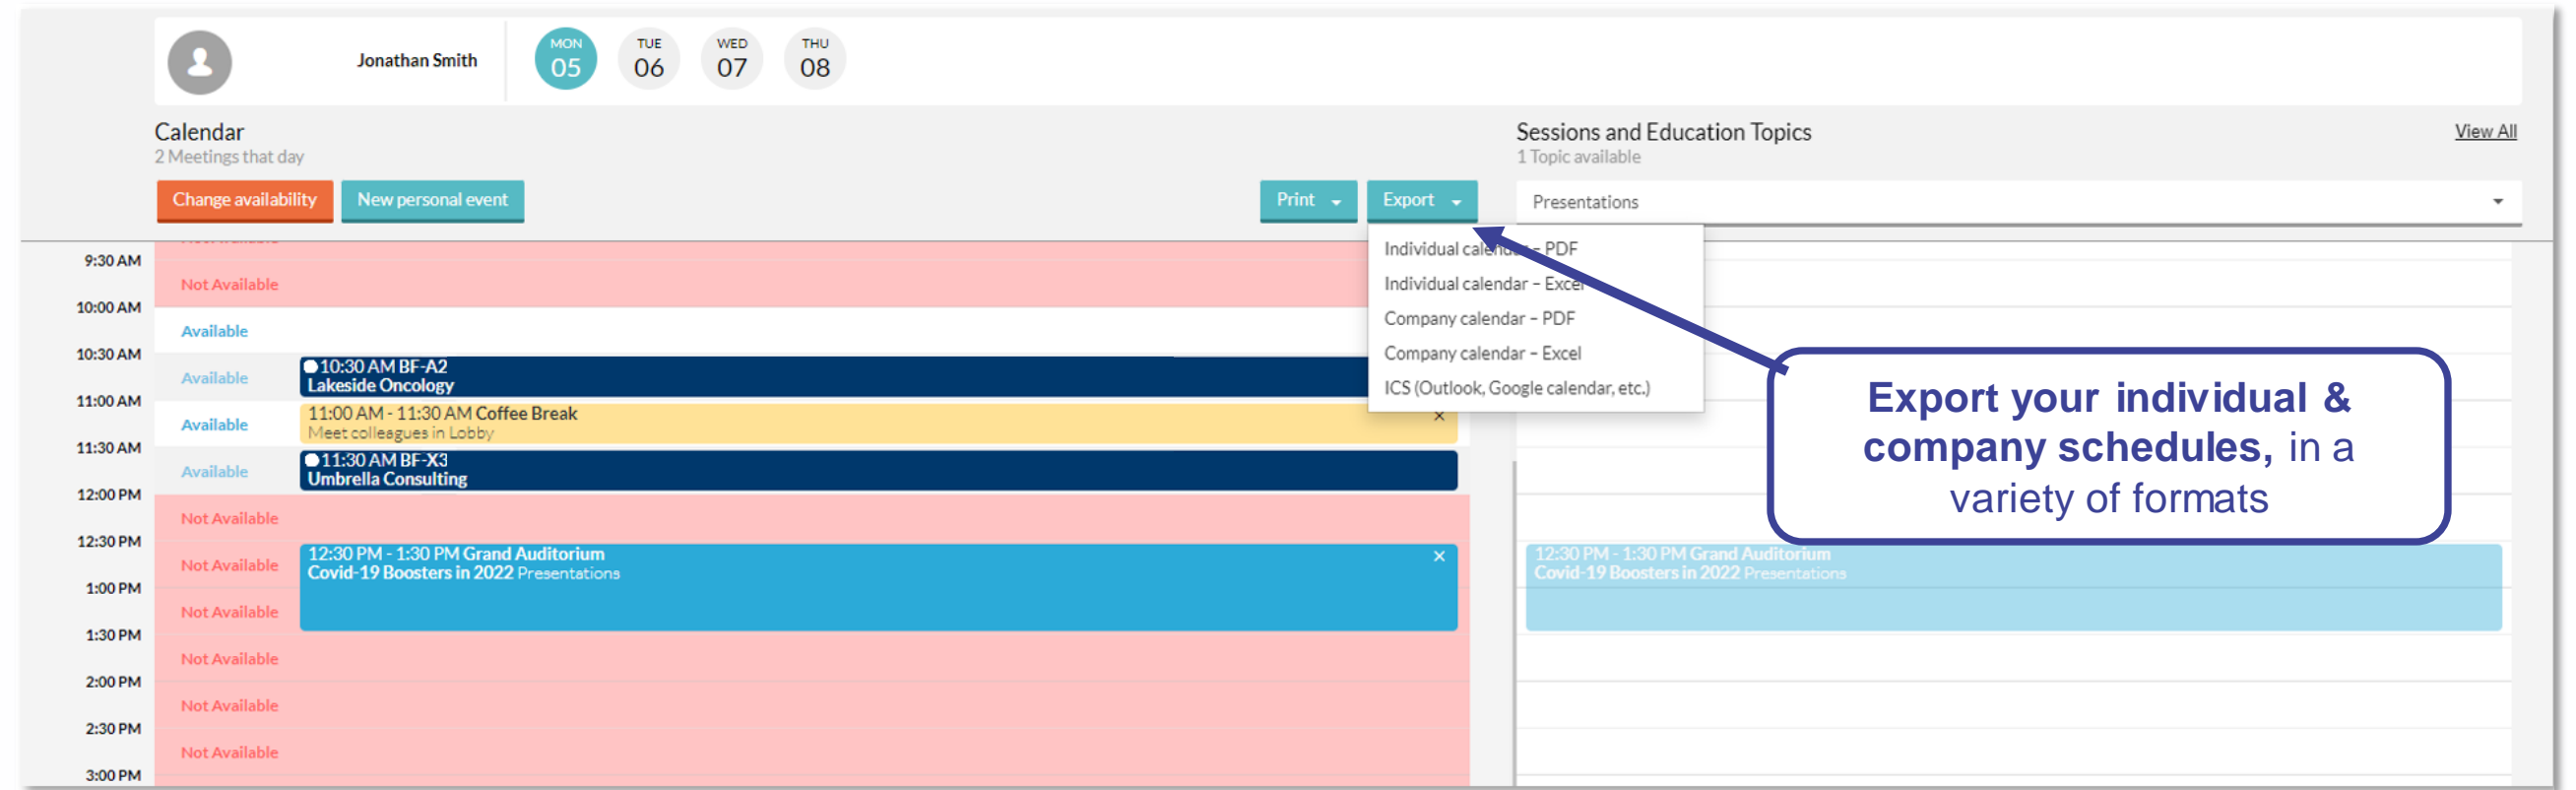 Jonathan Smith
MON
05
TUE
06
WED
07
THU
08
Calendar
2 Meetings that day
Change availability
New personal event
Print
Export
Sessions and Education Topics
1 Topic available
View All
Presentations
Individual calendar – PDF
Individual calendar – Excel
Company calendar – PDF
Company calendar – Excel
ICS (Outlook, Google calendar, etc.)
Export your individual &
company schedules, in a
variety of formats
9:30 AM
Not Available
10:00 AM
Available
10:30 AM
Available
10:30 AM BF-A2
Lakeside Oncology
11:00 AM
Available
11:00 AM - 11:30 AM Coffee Break
Meet colleagues in Lobby
11:30 AM
Available
11:30 AM BF-X3
Umbrella Consulting
12:00 PM
Not Available
12:30 PM
Not Available
12:30 PM - 1:30 PM Grand Auditorium
Covid-19 Boosters in 2022 Presentations
12:30 PM - 1:30 PM Grand Auditorium
Covid-19 Boosters in 2022 Presentations
1:00 PM
Not Available
1:30 PM
Not Available
2:00 PM
Not Available
2:30 PM
Not Available
3:00 PM